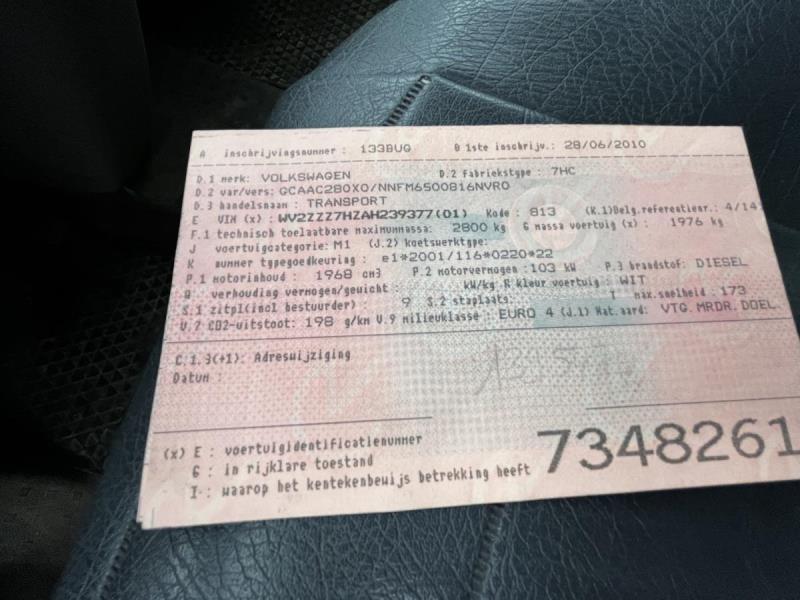 A inschrijvingsnummer : 133BUQ B 1ste inschrijv.: 28/06/2010
D.1 merk: VOLKSWAGEN D.2 fabriekstype : 7HC
D.2 var/vers: GCAAC280X0/NNFM6500816NVR0
D.3 handelsnaam : TRANSPORT
E VIN (x) : WV2ZZZ7HZAH239377(01) Kode : 813 (K.1)Belg.referentienr.: 4/14
F.1 technisch toelaatbare maximummassa: 2800 kg G massa voertuig (x) : 1976 kg
J voertuigcategorie: M1 (J.2) koetswerktype:
K nummer typegoedkeuring : e1*2001/116*0220*22
P.1 motorinhoud : 1968 cm3 P.2 motorvermogen :103 kW P.3 brandstof: DIESEL
Q verhouding vermogen/gewicht : kW/kg R kleur voertuig : WIT
S.1 zitpl(incl bestuurder) 9 S.2 staplaats: T max.snelheid : 173
V.7 CO2-uitstoot: 198 g/km V.9 milieuklasse : EURO 4 (J.1) Nat.aard: VTG.MRDR.DOEL.
C.1.3(+1): Adreswijziging
Datum :
(x) E : voertuigidentificatienummer
G : in rijklare toestand
I : waarop het kentekenbewijs betrekking heeft
7348261